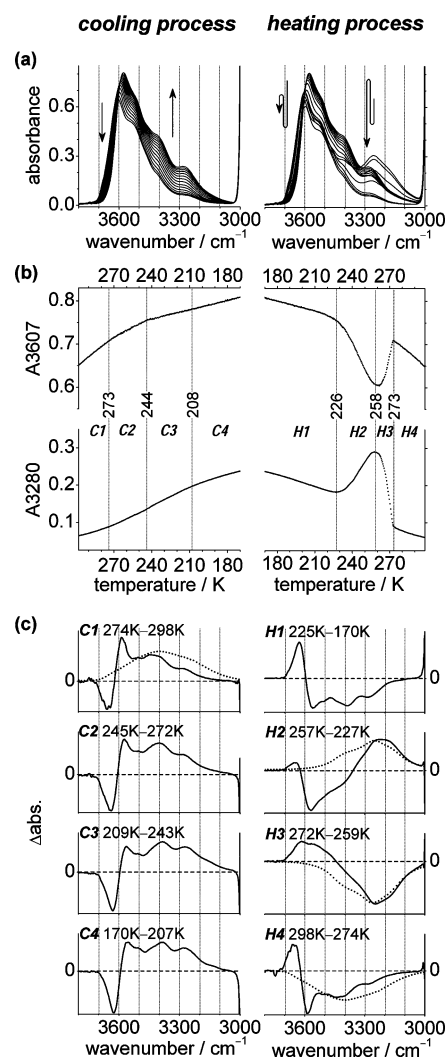 cooling process heating process
(a)
absorbance
0.6
0.3
0.0
3600 3300 3000 3600 3300 3000
wavenumber / cm⁻¹ wavenumber / cm⁻¹
(b)
270 240 210 180 180 210 240 270
A3607
0.8
0.7
0.6
273 244 208 226 258 273
C1 C2 C3 C4 H1 H2 H3 H4
A3280
0.3
0.2
0.1
270 240 210 180 180 210 240 270
temperature / K temperature / K
(c)
Δabs.
C1 274K–298K H1 225K–170K
0 0
C2 245K–272K H2 257K–227K
0 0
C3 209K–243K H3 272K–259K
0 0
C4 170K–207K H4 298K–274K
0 0
3600 3300 3000 3600 3300 3000
wavenumber / cm⁻¹ wavenumber / cm⁻¹